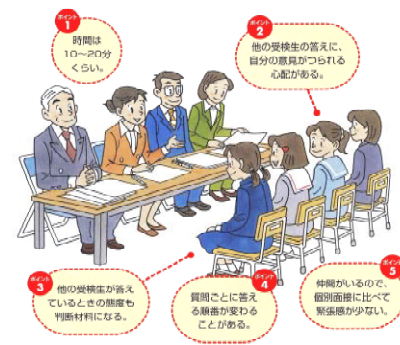 ポイント
1
時間は
10〜20分
くらい。
ポイント
2
他の受検生の答えに、
自分の意見がつられる
心配がある。
ポイント
3
他の受検生が答え
ているときの態度も
判断材料になる。
ポイント
4
質問ごとに答え
る順番が変わる
ことがある。
ポイント
5
仲間がいるので、
個別面接に比べて
緊張感が少ない。